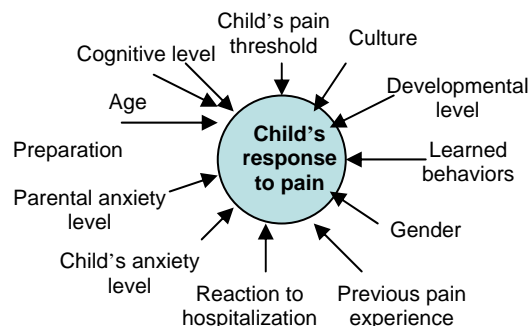 Child’s pain
threshold
Culture
Cognitive level
Developmental
level
Age
Child’s
response
to pain
Preparation
Learned
behaviors
Parental anxiety
level
Gender
Child’s anxiety
level
Reaction to
hospitalization
Previous pain
experience